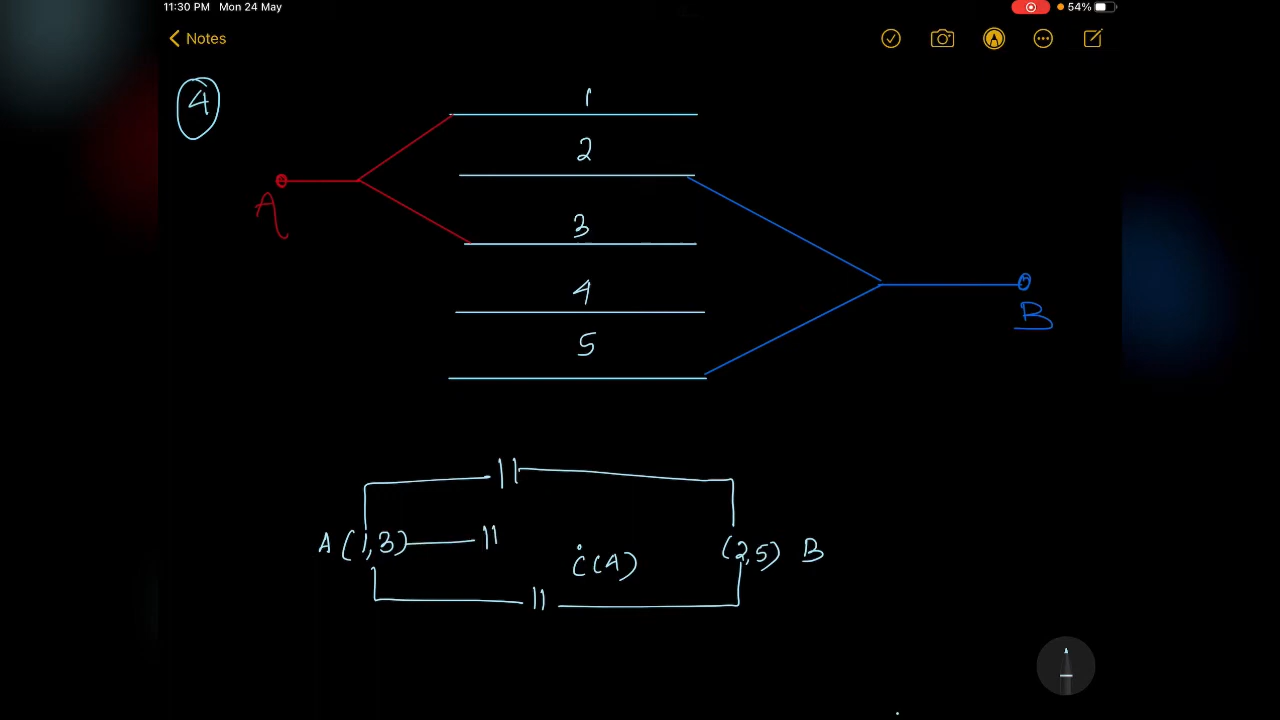 11:30 PM Mon 24 May
54%
Notes
4
1
2
3
4
5
A
B
A (1,3)
i(A)
(2,5) B